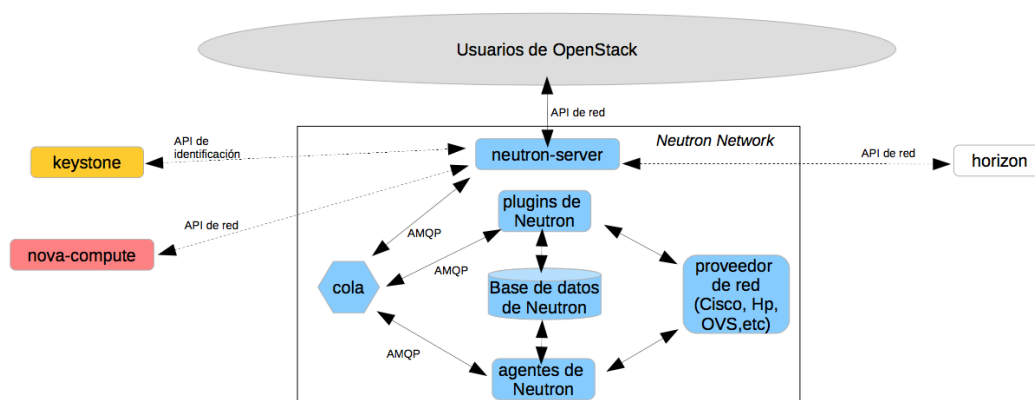 Usuarios de OpenStack
API de red
Neutron Network
API de
identificación
neutron-server
keystone
API de red
horizon
API de red
nova-compute
plugins de
Neutron
AMQP
AMQP
cola
Base de datos
de Neutron
proveedor
de red
(Cisco, Hp,
OVS,etc)
AMQP
agentes de
Neutron